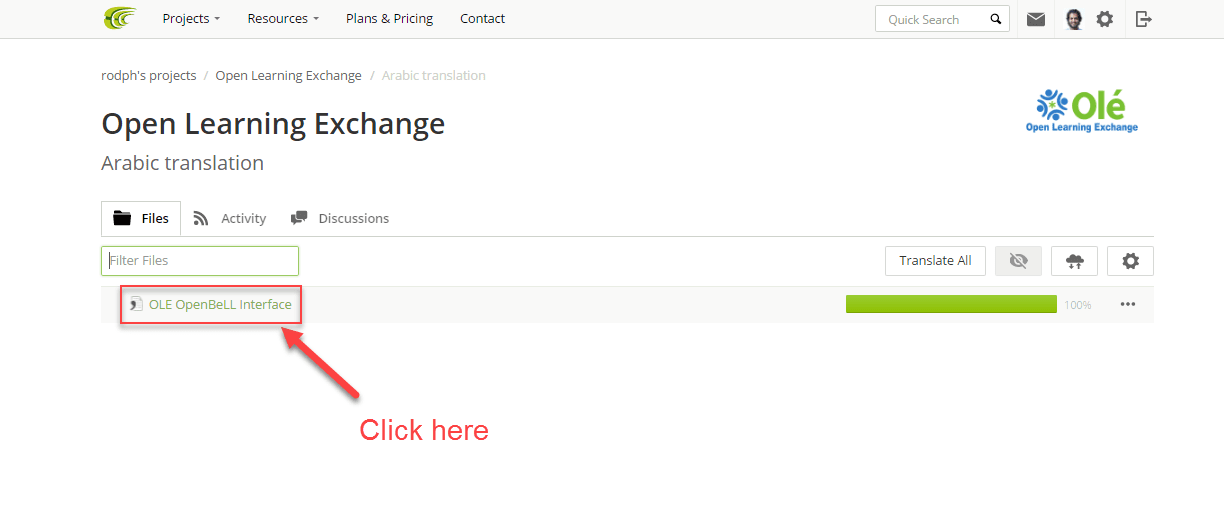 Projects Resources Plans & Pricing Contact Quick Search
rodph's projects / Open Learning Exchange / Arabic translation
Olé
Open Learning Exchange
Open Learning Exchange
Arabic translation
Files Activity Discussions
Filter Files Translate All
OLE OpenBeLL Interface 100%
Click here